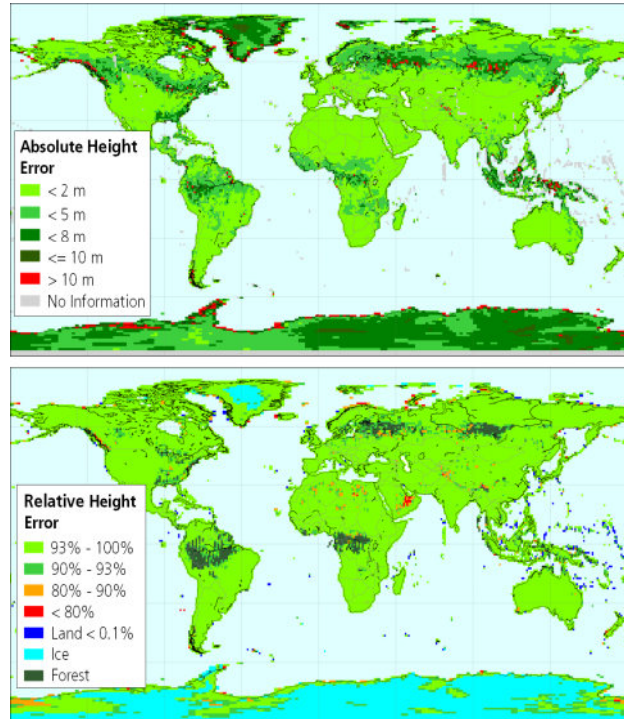 Absolute Height
Error
< 2 m
< 5 m
< 8 m
<= 10 m
> 10 m
No Information
Relative Height
Error
93% - 100%
90% - 93%
80% - 90%
< 80%
Land < 0.1%
Ice
Forest